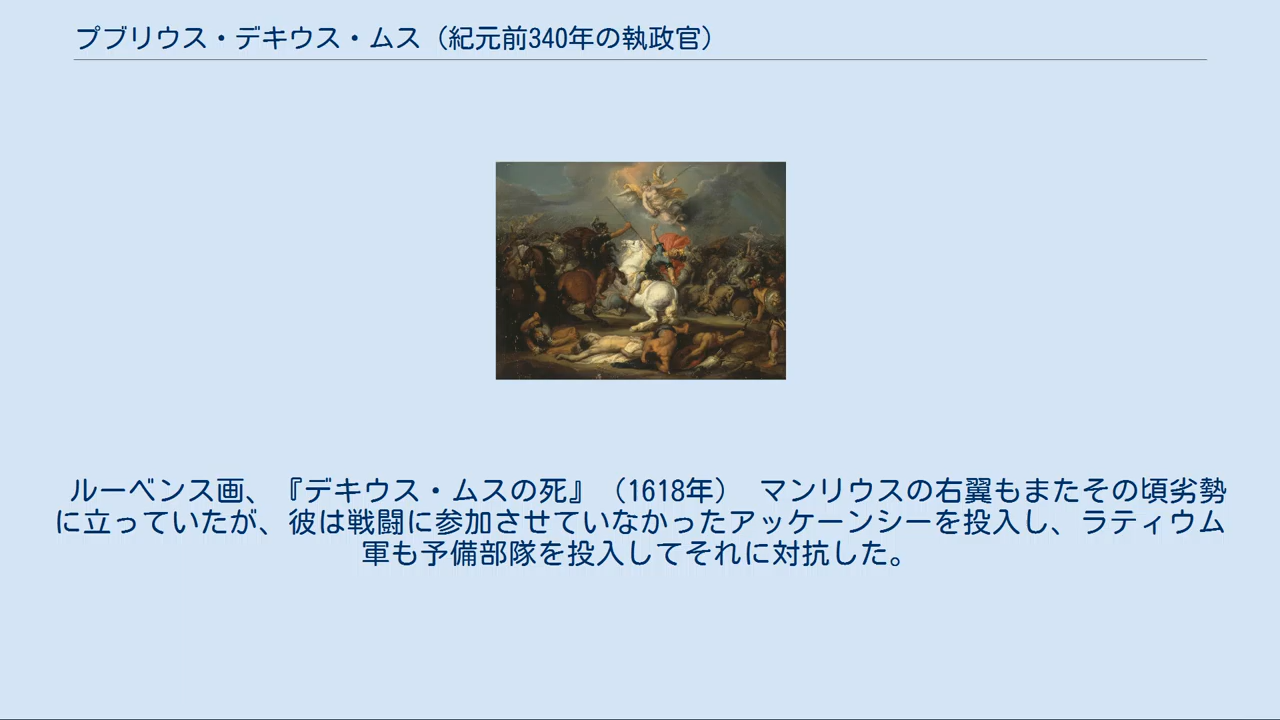 プブリウス・デキウス・ムス（紀元前340年の執政官）
ルーベンス画、『デキウス・ムスの死』（1618年） マンリウスの右翼もまたその頃劣勢
に立っていたが、彼は戦闘に参加させていなかったアッケーンシーを投入し、ラティウム
軍も予備部隊を投入してそれに対抗した。